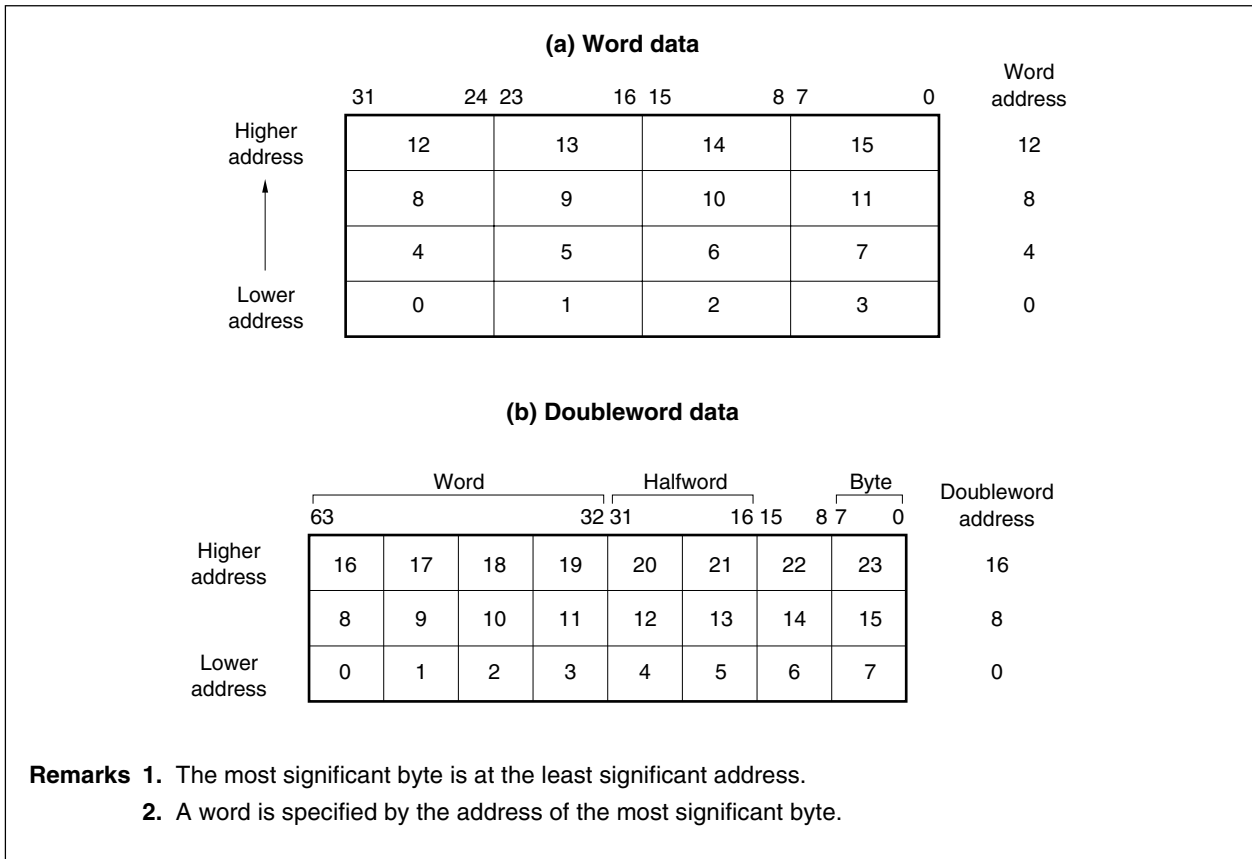 (a) Word data
Word
address
31 24 23 16 15 8 7 0
Higher
address
12 13 14 15 12
8 9 10 11 8
4 5 6 7 4
Lower
address
0 1 2 3 0
(b) Doubleword data
Word Halfword Byte
Doubleword
address
63 32 31 16 15 8 7 0
Higher
address
16 17 18 19 20 21 22 23 16
8 9 10 11 12 13 14 15 8
Lower
address
0 1 2 3 4 5 6 7 0
Remarks 1. The most significant byte is at the least significant address.
2. A word is specified by the address of the most significant byte.